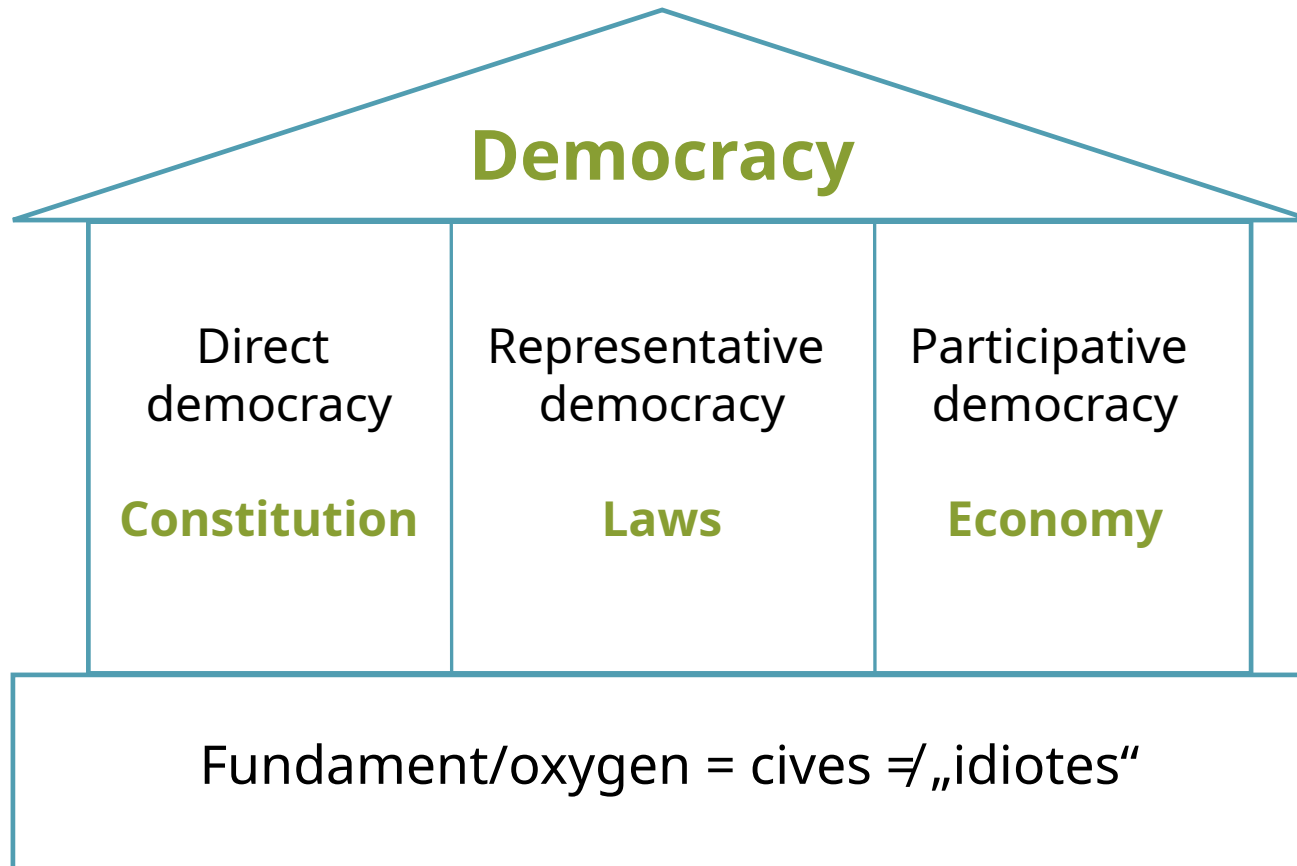 Democracy
Direct
democracy
Constitution
Representative
democracy
Laws
Participative
democracy
Economy
Fundament/oxygen = cives ≠ „idiotes“